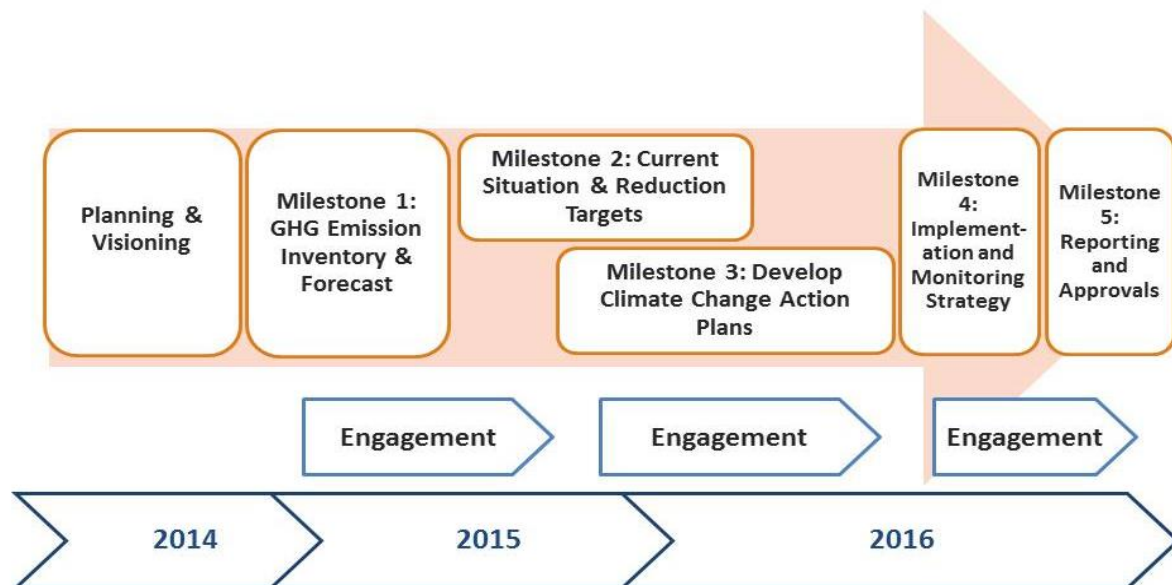 Planning &
Visioning
Milestone 1:
GHG Emission
Inventory &
Forecast
Milestone 2: Current
Situation & Reduction
Targets
Milestone 3: Develop
Climate Change Action
Plans
Milestone
4:
Implement-
ation and
Monitoring
Strategy
Milestone
5:
Reporting
and
Approvals
Engagement
Engagement
Engagement
2014
2015
2016